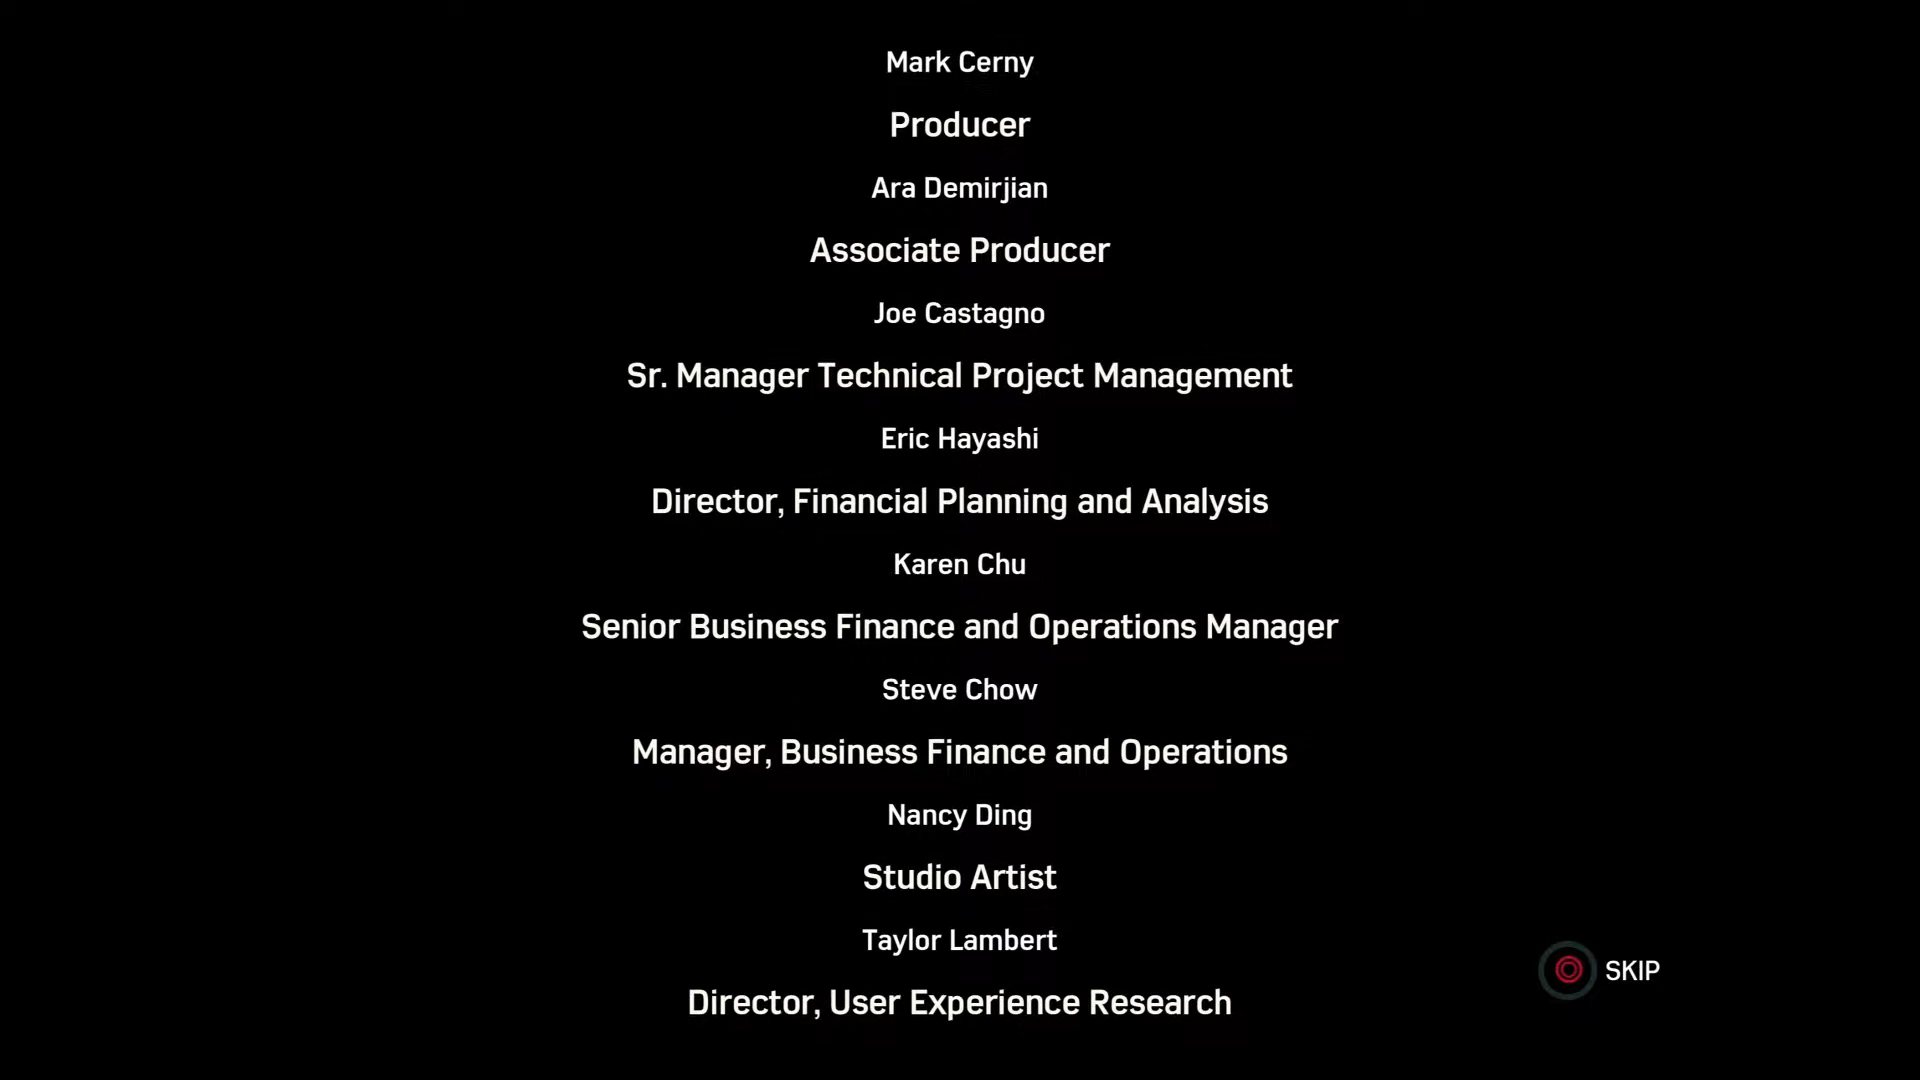 Mark Cerny
Producer
Ara Demirjian
Associate Producer
Joe Castagno
Sr. Manager Technical Project Management
Eric Hayashi
Director, Financial Planning and Analysis
Karen Chu
Senior Business Finance and Operations Manager
Steve Chow
Manager, Business Finance and Operations
Nancy Ding
Studio Artist
Taylor Lambert
SKIP
Director, User Experience Research